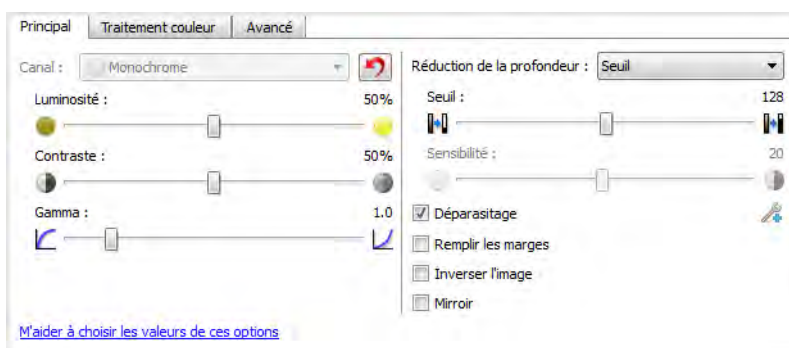 Principal Traitement couleur Avancé
Canal : Monochrome
Luminosité : 50%
Contraste : 50%
Gamma : 1.0
M'aider à choisir les valeurs de ces options
Réduction de la profondeur : Seuil
Seuil : 128
Sensibilité : 20
Déparasitage
Remplir les marges
Inverser l'image
Mirroir